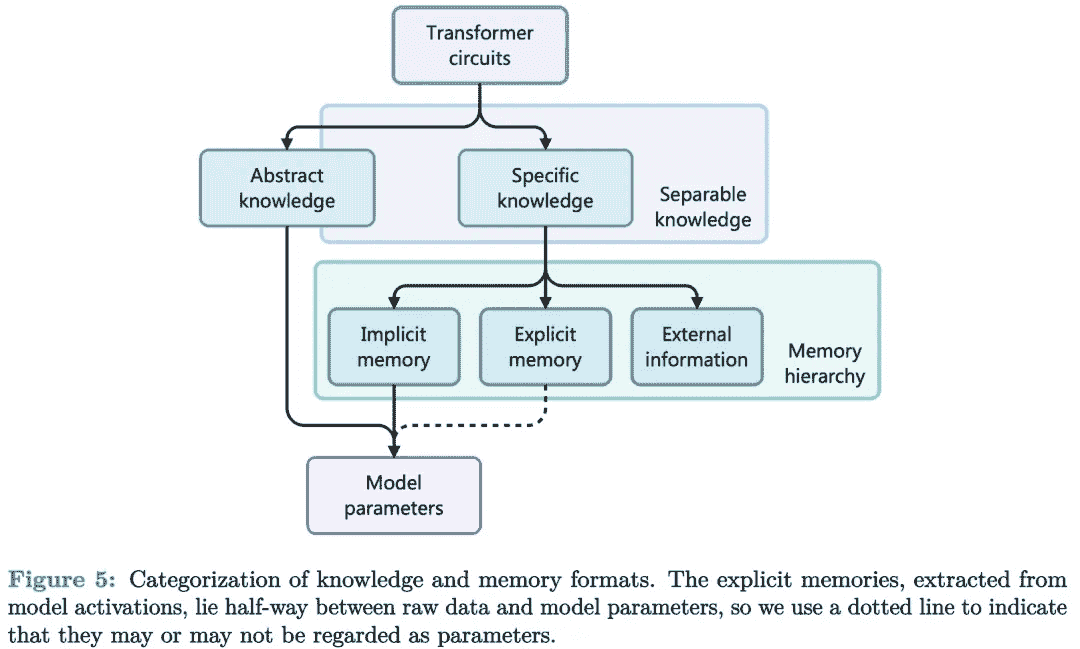 Transformer
circuits
Abstract
knowledge
Specific
knowledge
Separable
knowledge
Implicit
memory
Explicit
memory
External
information
Memory
hierarchy
Model
parameters
Figure 5: Categorization of knowledge and memory formats. The explicit memories, extracted from
model activations, lie half-way between raw data and model parameters, so we use a dotted line to indicate
that they may or may not be regarded as parameters.